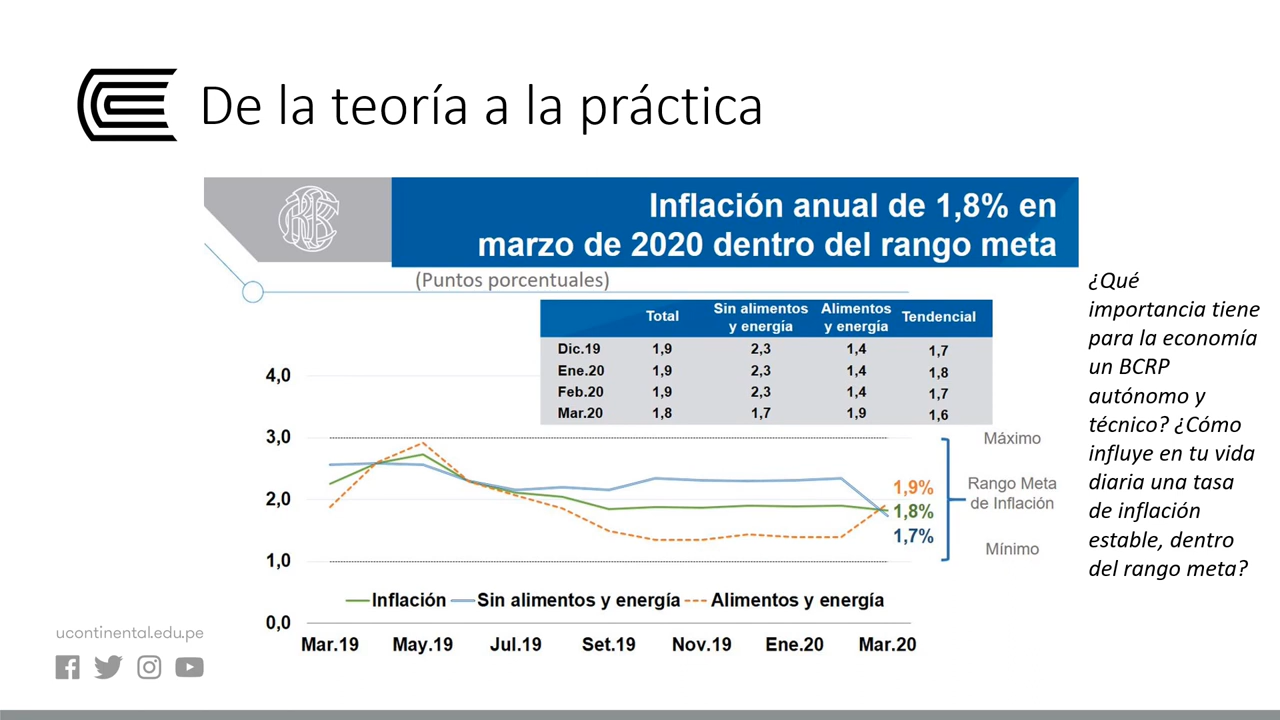 De la teoría a la práctica
Inflación anual de 1,8% en
marzo de 2020 dentro del rango meta
(Puntos porcentuales)
Total Sin alimentos y energía Alimentos y energía Tendencial
Dic.19 1,9 2,3 1,4 1,7
Ene.20 1,9 2,3 1,4 1,8
Feb.20 1,9 2,3 1,4 1,7
Mar.20 1,8 1,7 1,9 1,6
4,0
3,0
2,0
1,0
0,0
Máximo
Rango Meta
de Inflación
Mínimo
1,9%
1,8%
1,7%
Inflación Sin alimentos y energía Alimentos y energía
Mar.19 May.19 Jul.19 Set.19 Nov.19 Ene.20 Mar.20
¿Qué
importancia tiene
para la economía
un BCRP
autónomo y
técnico? ¿Cómo
influye en tu vida
diaria una tasa
de inflación
estable, dentro
del rango meta?
ucontinental.edu.pe